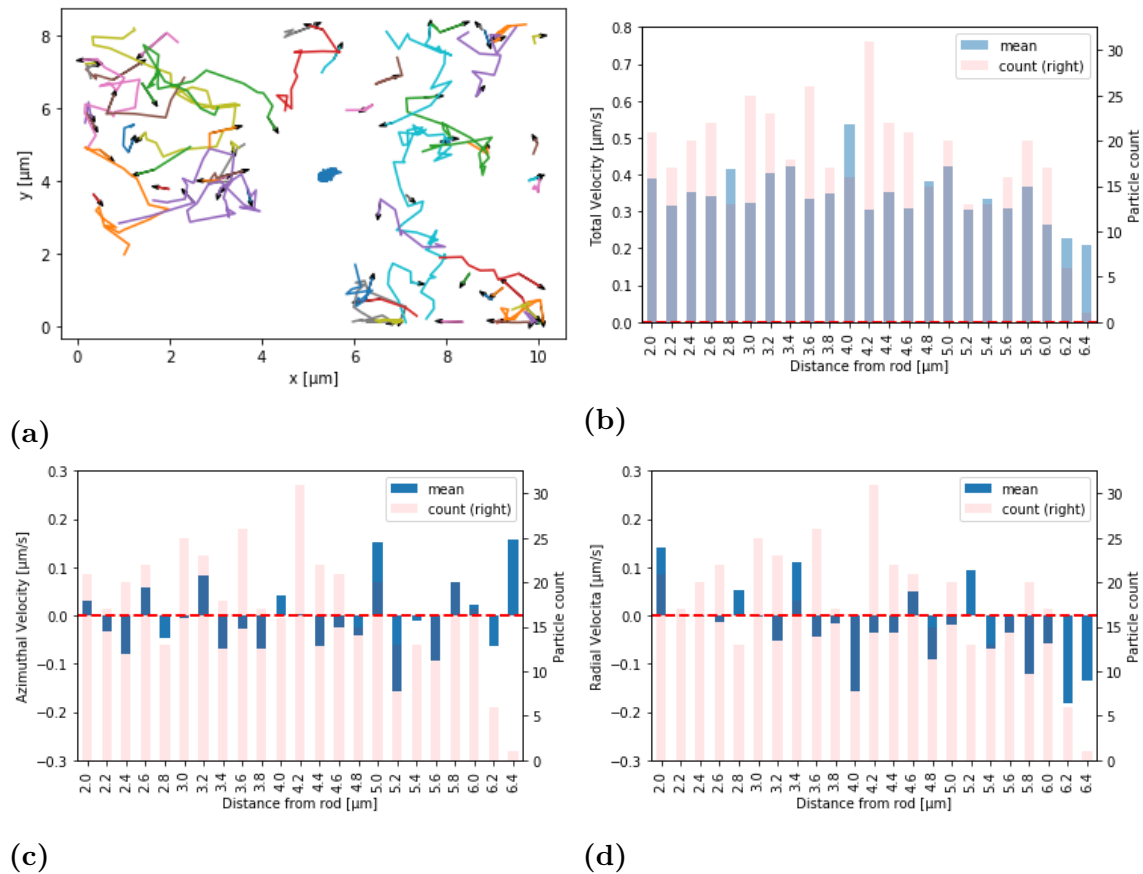 8
6
4
2
0
y [µm]
0
2
4
6
8
10
x [µm]
(a)
0.8
0.7
0.6
0.5
0.4
0.3
0.2
0.1
0.0
Total Velocity [µm/s]
mean
count (right)
30
25
20
15
10
5
0
Particle count
2.0 2.2 2.4 2.6 2.8 3.0 3.2 3.4 3.6 3.8 4.0 4.2 4.4 4.6 4.8 5.0 5.2 5.4 5.6 5.8 6.0 6.2 6.4
Distance from rod [µm]
(b)
0.3
0.2
0.1
0.0
−0.1
−0.2
−0.3
Azimuthal Velocity [µm/s]
mean
count (right)
30
25
20
15
10
5
0
Particle count
2.0 2.2 2.4 2.6 2.8 3.0 3.2 3.4 3.6 3.8 4.0 4.2 4.4 4.6 4.8 5.0 5.2 5.4 5.6 5.8 6.0 6.2 6.4
Distance from rod [µm]
(c)
0.3
0.2
0.1
0.0
−0.1
−0.2
−0.3
Radial Velocita [µm/s]
mean
count (right)
30
25
20
15
10
5
0
Particle count
2.0 2.2 2.4 2.6 2.8 3.0 3.2 3.4 3.6 3.8 4.0 4.2 4.4 4.6 4.8 5.0 5.2 5.4 5.6 5.8 6.0 6.2 6.4
Distance from rod [µm]
(d)